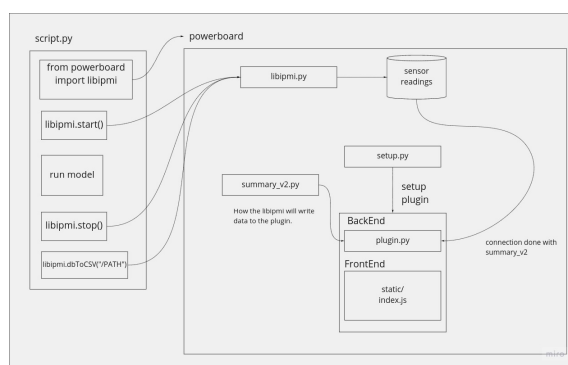 script.py
powerboard
from powerboard
import libipmi
libipmi.start()
run model
libipmi.stop()
libipmi.dbToCSV("/PATH")
libipmi.py
sensor
readings
setup.py
setup
plugin
summary_v2.py
How the libipmi will write
data to the plugin.
BackEnd
plugin.py
connection done with
summary_v2
FrontEnd
static/
index.js
miro